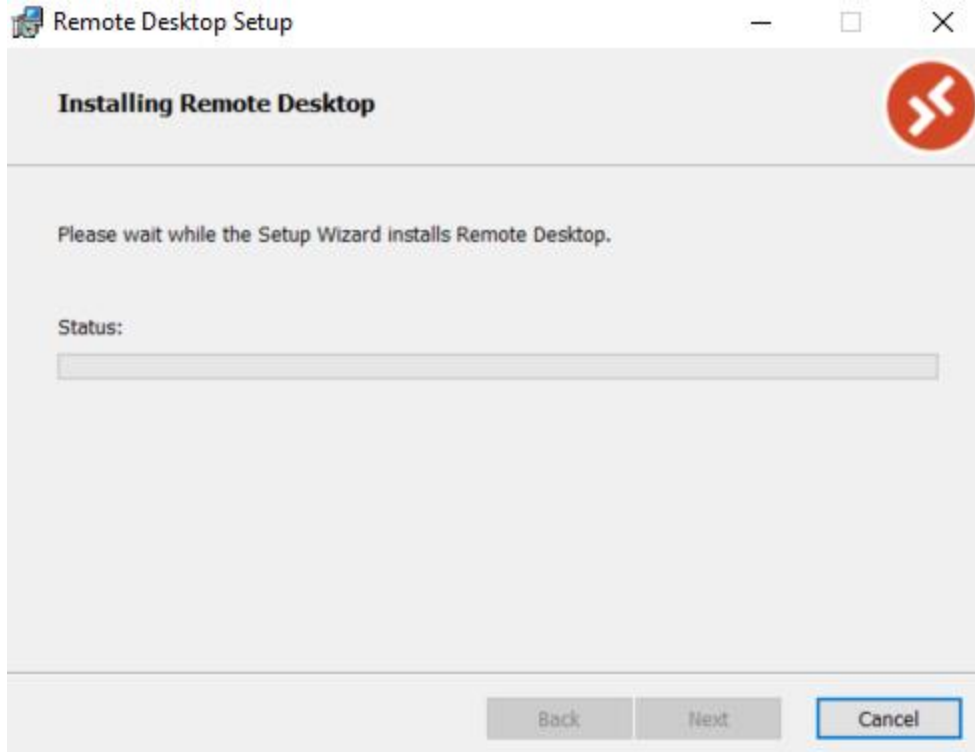 Remote Desktop Setup
Installing Remote Desktop
Please wait while the Setup Wizard installs Remote Desktop.
Status:
Back Next Cancel